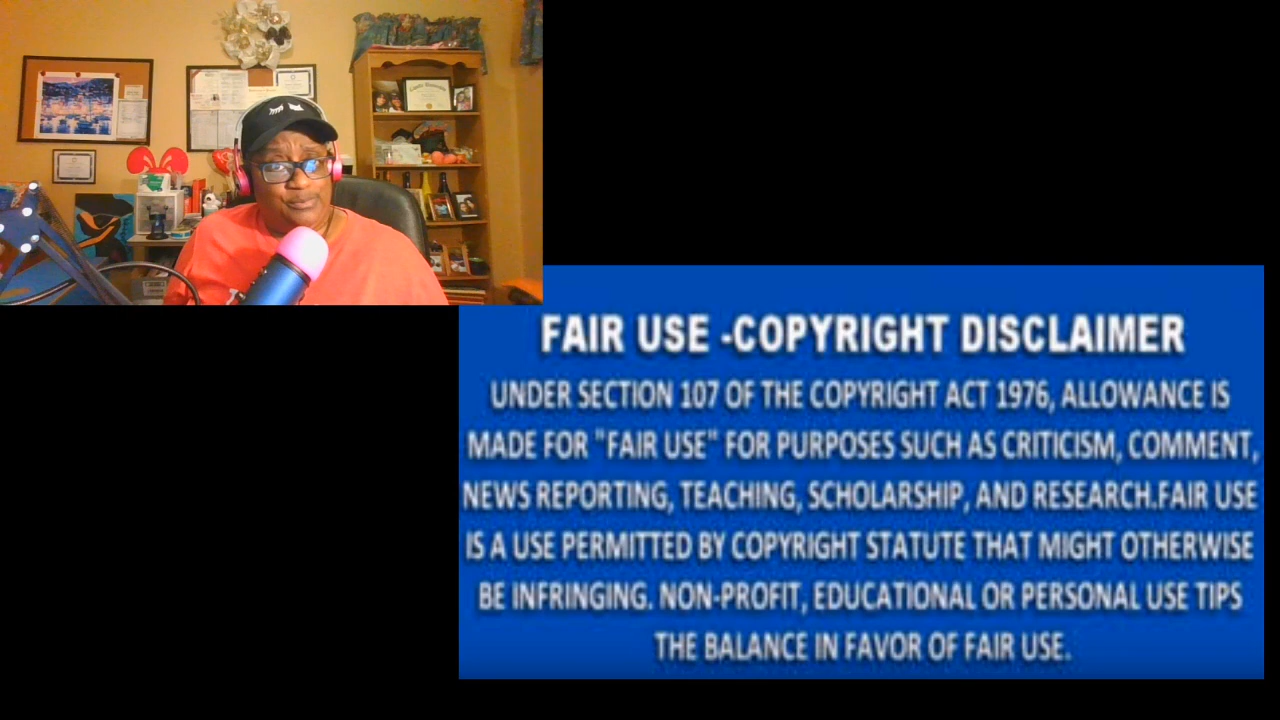 FAIR USE -COPYRIGHT DISCLAIMER
UNDER SECTION 107 OF THE COPYRIGHT ACT 1976, ALLOWANCE IS
MADE FOR "FAIR USE" FOR PURPOSES SUCH AS CRITICISM, COMMENT,
NEWS REPORTING, TEACHING, SCHOLARSHIP, AND RESEARCH.FAIR USE
IS A USE PERMITTED BY COPYRIGHT STATUTE THAT MIGHT OTHERWISE
BE INFRINGING. NON-PROFIT, EDUCATIONAL OR PERSONAL USE TIPS
THE BALANCE IN FAVOR OF FAIR USE.